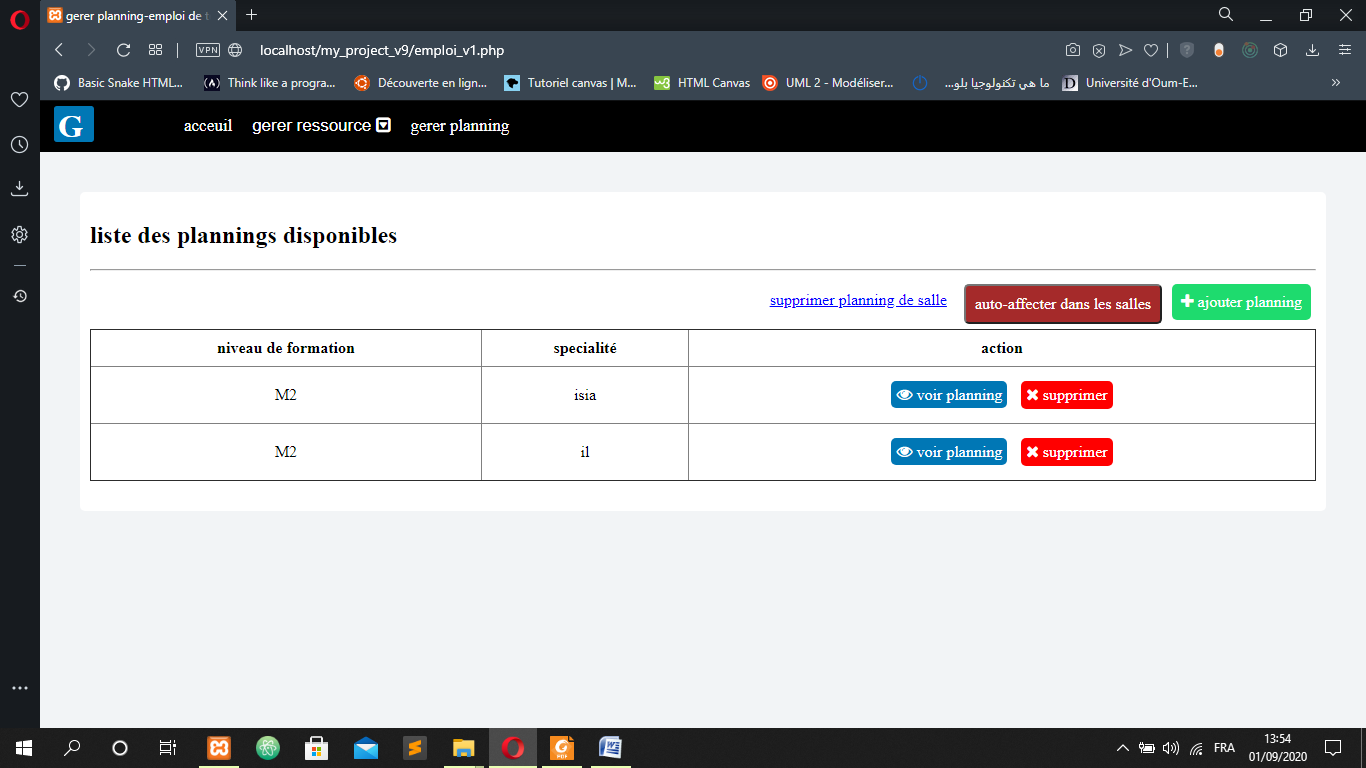 gerer planning-emploi de t
VPN localhost/my_project_v9/emploi_v1.php
Basic Snake HTML... Think like a progra... Découverte en lign... Tutoriel canvas | M... HTML Canvas UML 2 - Modéliser... ما هي تكنولوجيا بلو... Université d'Oum-E...
G acceuil gerer ressource gerer planning
liste des plannings disponibles
supprimer planning de salle auto-affecter dans les salles ajouter planning
niveau de formation specialité action
M2 isia voir planning supprimer
M2 il voir planning supprimer
13:54
FRA
01/09/2020